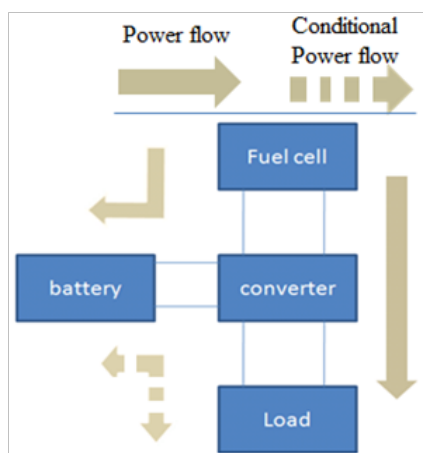 Power flow
Conditional
Power flow
Fuel cell
battery
converter
Load